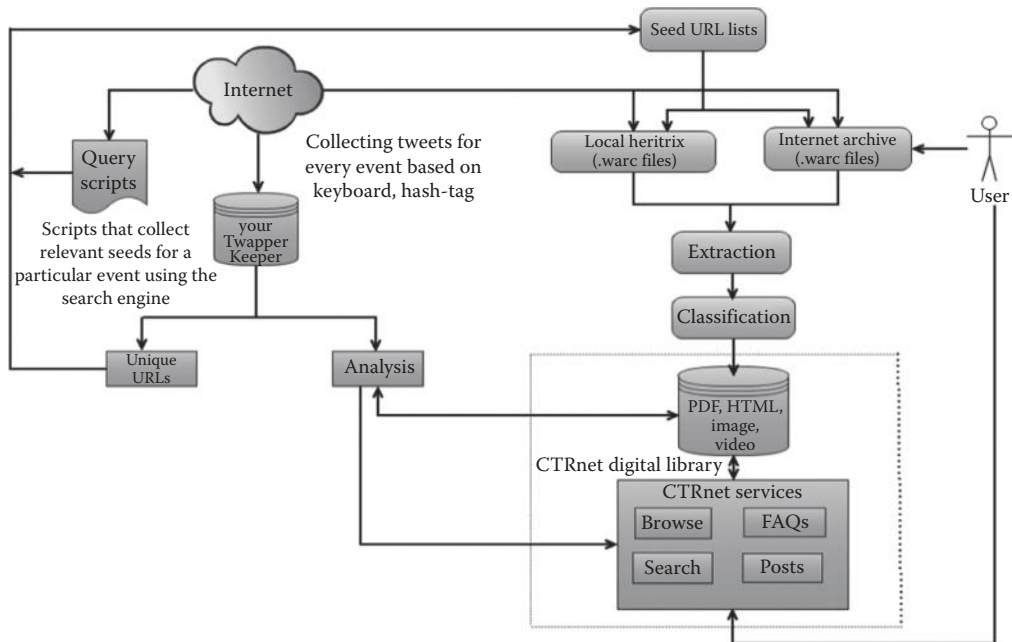 Seed URL lists
Internet
Collecting tweets for
every event based on
keyboard, hash-tag
Local heritrix
(.warc files)
Internet archive
(.warc files)
User
Query
scripts
Scripts that collect
relevant seeds for a
particular event using the
search engine
your
Twapper
Keeper
Extraction
Classification
Unique
URLs
Analysis
PDF, HTML,
image,
video
CTRnet digital library
CTRnet services
Browse
FAQs
Search
Posts